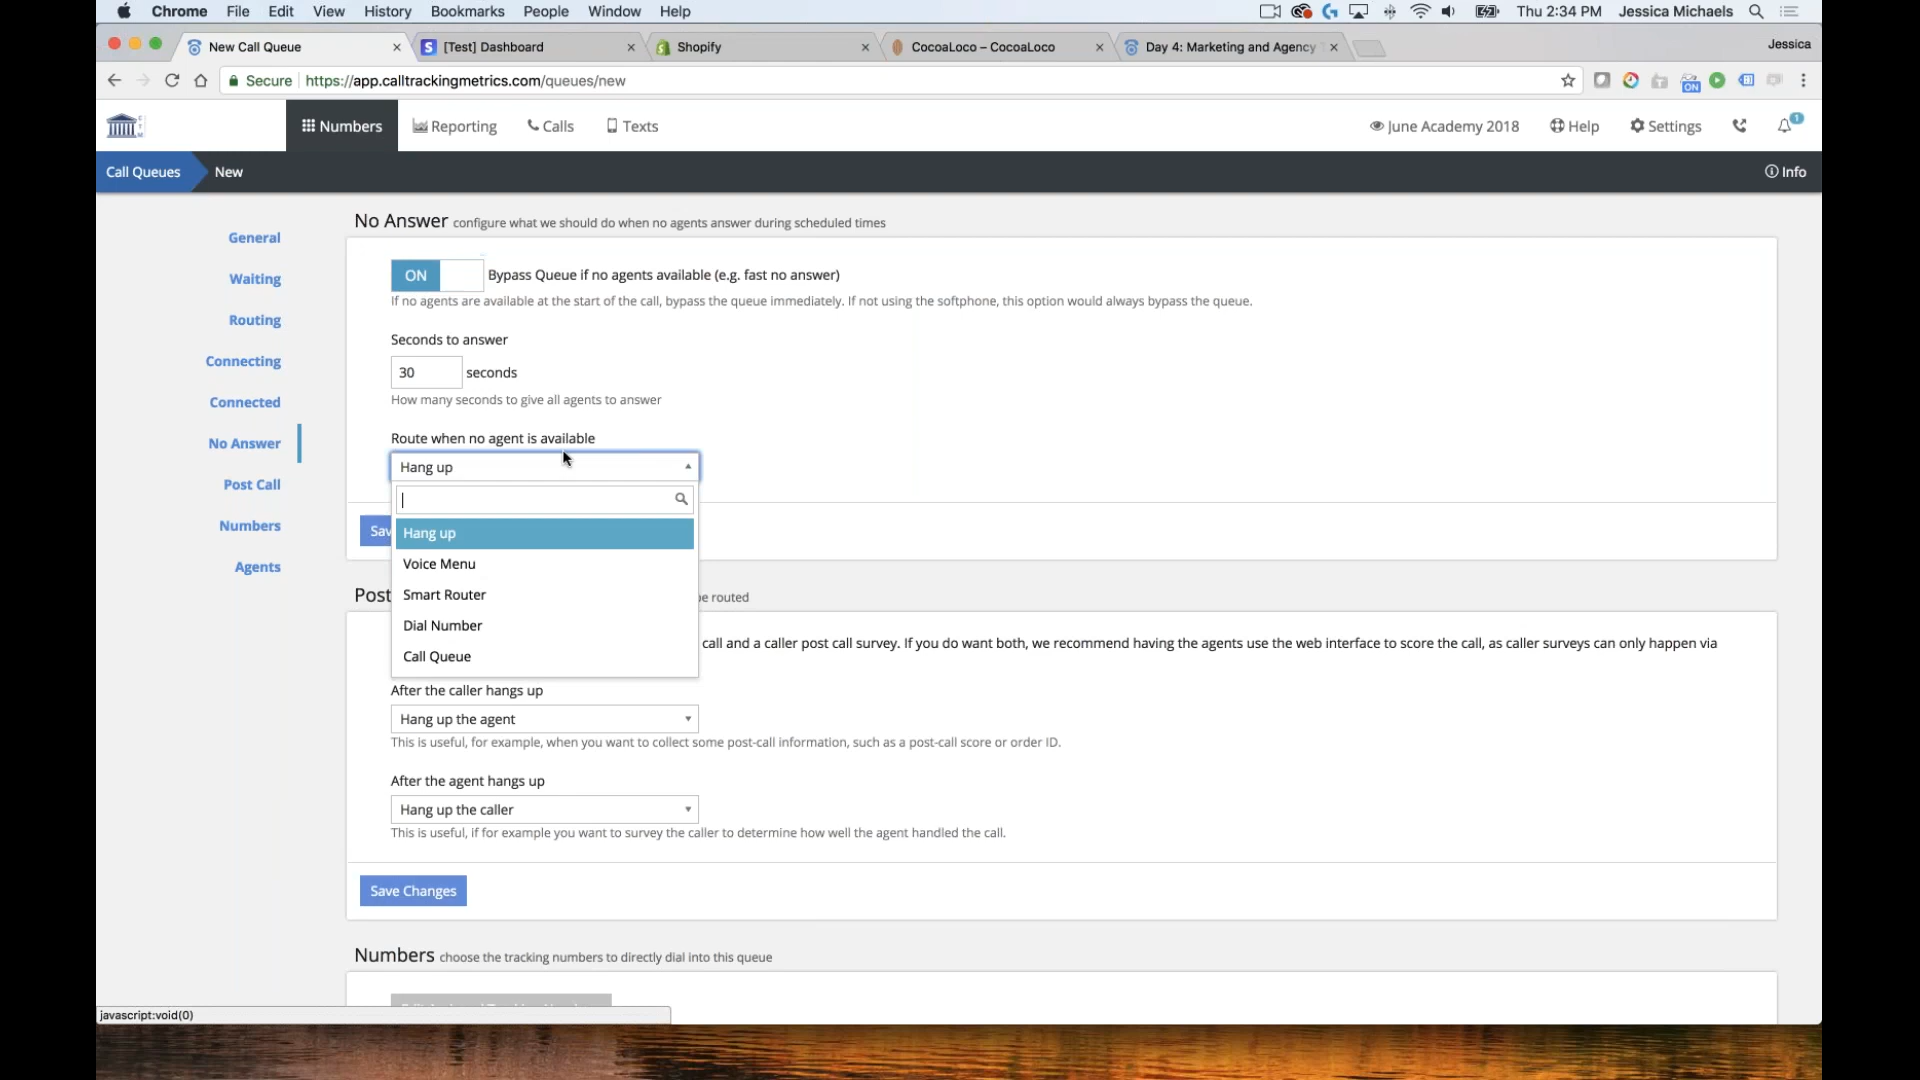 Chrome File Edit View History Bookmarks People Window Help Thu 2:34 PM Jessica Michaels
New Call Queue [Test] Dashboard Shopify CocoaLoco – CocoaLoco Day 4: Marketing and Agency Jessica
Secure https://app.calltrackingmetrics.com/queues/new ON
Numbers Reporting Calls Texts June Academy 2018 Help Settings 1
Call Queues New Info
No Answer configure what we should do when no agents answer during scheduled times
General
Waiting
Routing
Connecting
Connected
No Answer
Post Call
Numbers
Agents
ON Bypass Queue if no agents available (e.g. fast no answer)
If no agents are available at the start of the call, bypass the queue immediately. If not using the softphone, this option would always bypass the queue.
Seconds to answer
30 seconds
How many seconds to give all agents to answer
Route when no agent is available
Hang up
Hang up
Voice Menu
Smart Router
Dial Number
Call Queue
Sav
Post be routed
call and a caller post call survey. If you do want both, we recommend having the agents use the web interface to score the call, as caller surveys can only happen via
After the caller hangs up
Hang up the agent
This is useful, for example, when you want to collect some post-call information, such as a post-call score or order ID.
After the agent hangs up
Hang up the caller
This is useful, if for example you want to survey the caller to determine how well the agent handled the call.
Save Changes
Numbers choose the tracking numbers to directly dial into this queue
javascript:void(0)